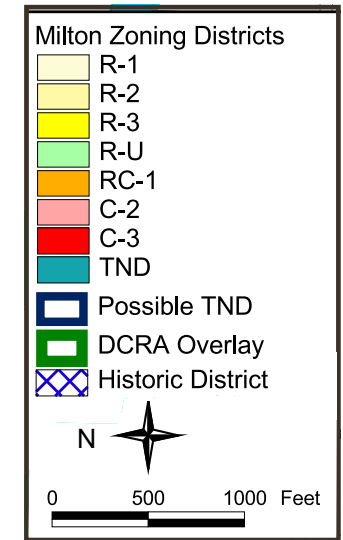 Milton Zoning Districts
R-1
R-2
R-3
R-U
RC-1
C-2
C-3
TND
Possible TND
DCRA Overlay
Historic District
N
0 500 1000 Feet